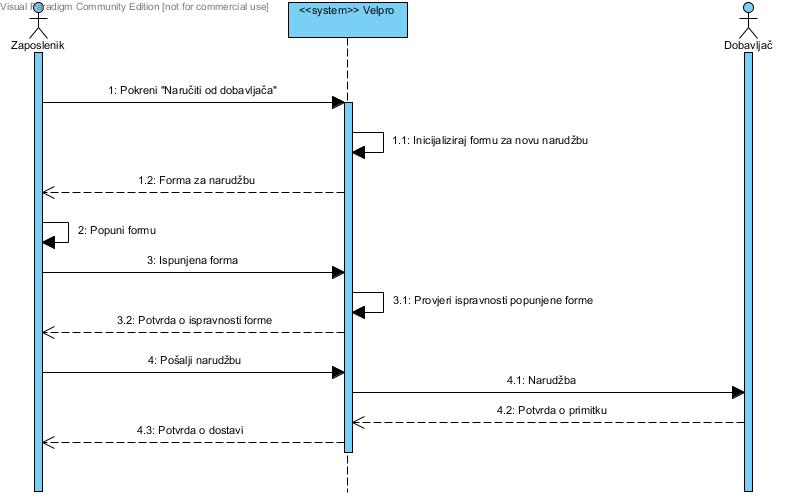 Visual Paradigm Community Edition [not for commercial use]
<<system>> Velpro
Zaposlenik
Dobavljač
1: Pokreni "Naručiti od dobavljača"
1.1: Inicijaliziraj formu za novu narudžbu
1.2: Forma za narudžbu
2: Popuni formu
3: Ispunjena forma
3.1: Provjeri ispravnosti popunjene forme
3.2: Potvrda o ispravnosti forme
4: Pošalji narudžbu
4.1: Narudžba
4.2: Potvrda o primitku
4.3: Potvrda o dostavi